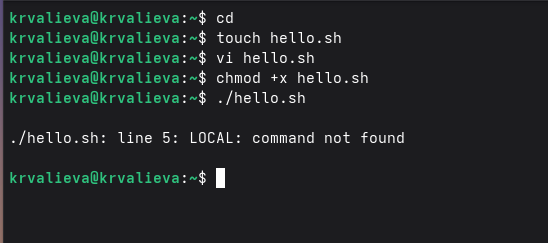 krvalieva@krvalieva:~$ cd
krvalieva@krvalieva:~$ touch hello.sh
krvalieva@krvalieva:~$ vi hello.sh
krvalieva@krvalieva:~$ chmod +x hello.sh
krvalieva@krvalieva:~$ ./hello.sh
./hello.sh: line 5: LOCAL: command not found
krvalieva@krvalieva:~$